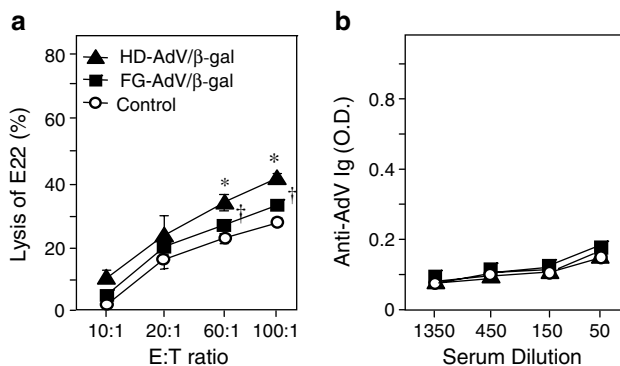 a
80
60
40
20
0
Lysis of E22 (%)
HD-AdV/β-gal
FG-AdV/β-gal
Control
*
*
†
†
10:1 20:1 60:1 100:1
E:T ratio
b
0.8
0.4
0.2
0
Anti-AdV Ig (O.D.)
1350 450 150 50
Serum Dilution